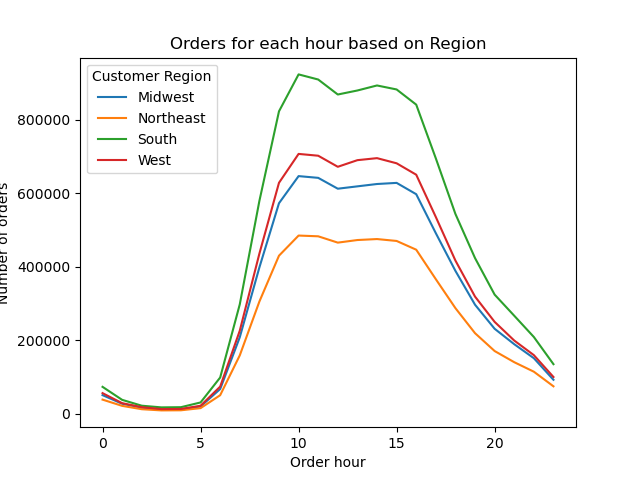 Orders for each hour based on Region
Customer Region
Midwest
Northeast
South
West
800000
600000
400000
200000
0
Number of orders
0 5 10 15 20
Order hour